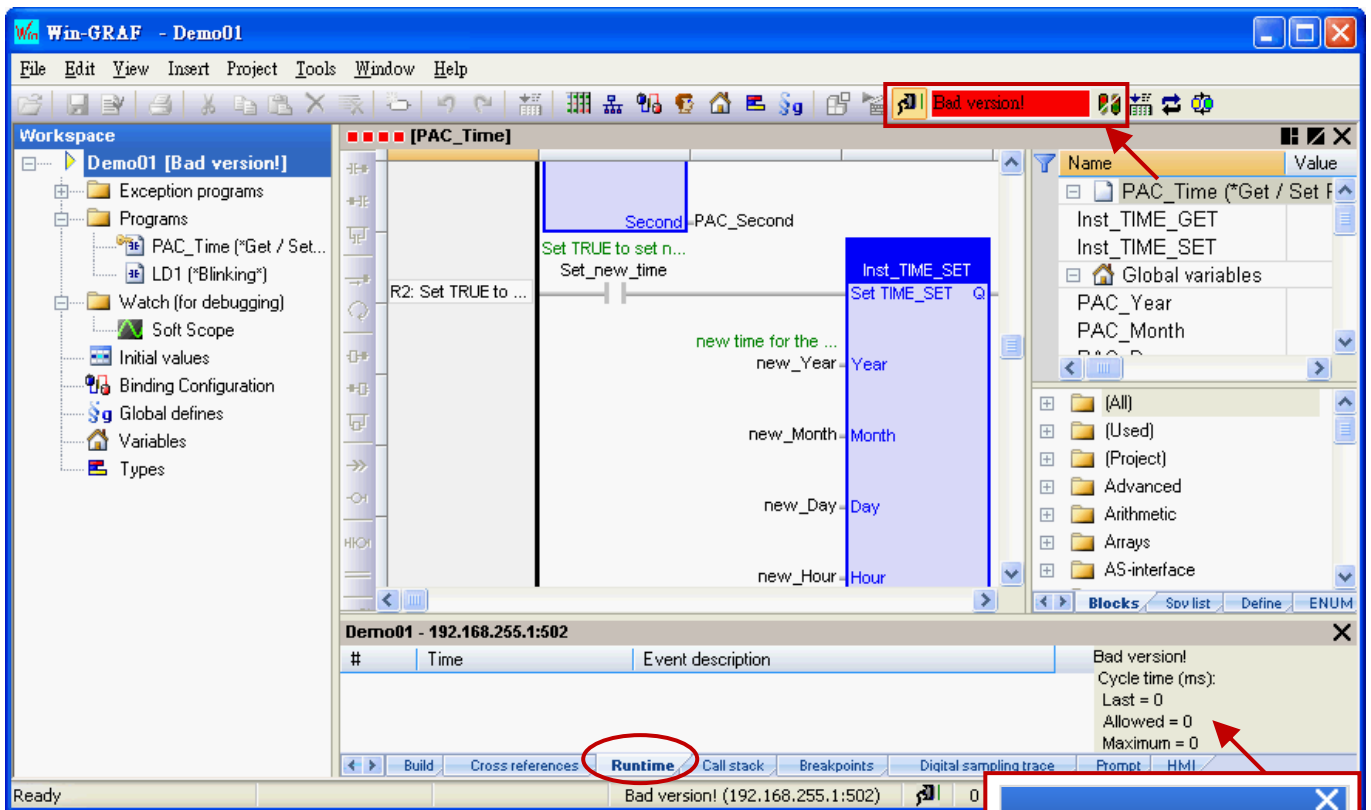 Win-GRAF - Demo01
File Edit View Insert Project Tools Window Help
Bad version!
Workspace
Demo01 [Bad version!]
Exception programs
Programs
PAC_Time (*Get / Set...
LD1 (*Blinking*)
Watch (for debugging)
Soft Scope
Initial values
Binding Configuration
Global defines
Variables
Types
[PAC_Time]
Second PAC_Second
Set TRUE to set n...
Set_new_time
Inst_TIME_SET
R2: Set TRUE to ...
Set TIME_SET Q
new time for the ...
new_Year Year
new_Month Month
new_Day Day
new_Hour Hour
Name Value
PAC_Time (*Get / Set
Inst_TIME_GET
Inst_TIME_SET
Global variables
PAC_Year
PAC_Month
(All)
(Used)
(Project)
Advanced
Arithmetic
Arrays
AS-interface
Blocks Spy list Define ENUM
Demo01 - 192.168.255.1:502
# Time Event description
Bad version!
Cycle time (ms):
Last = 0
Allowed = 0
Maximum = 0
Build Cross references Runtime Call stack Breakpoints Digital sampling trace Prompt HMI
Ready Bad version! (192.168.255.1:502) 0